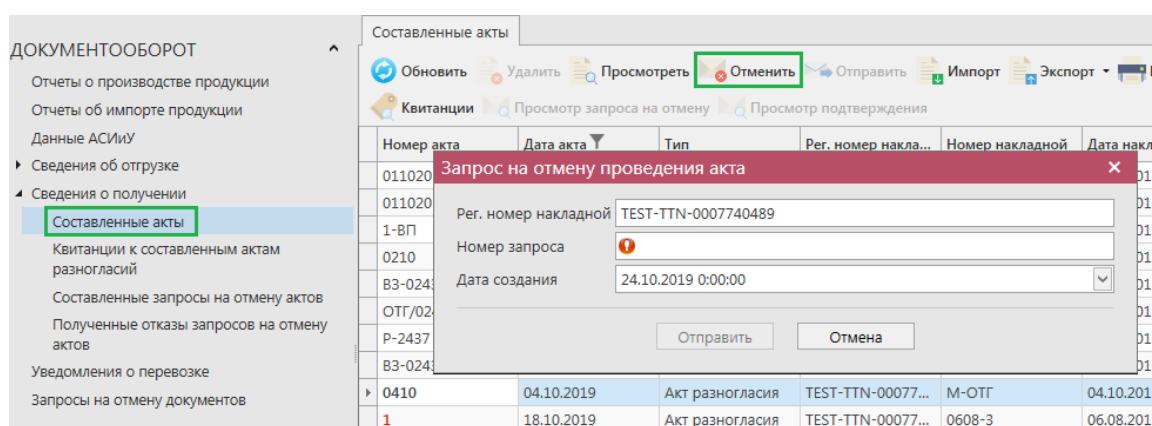 ДОКУМЕНТООБОРОТ
Отчеты о производстве продукции
Отчеты об импорте продукции
Данные АСИиУ
Сведения об отгрузке
Сведения о получении
Составленные акты
Квитанции к составленным актам
разногласий
Составленные запросы на отмену актов
Полученные отказы запросов на отмену
актов
Уведомления о перевозке
Запросы на отмену документов
Составленные акты
Обновить Удалить Просмотреть Отменить Отправить Импорт Экспорт
Квитанции Просмотр запроса на отмену Просмотр подтверждения
Номер акта Дата акта Тип Рег. номер накла... Номер накладной Дата накл
Запрос на отмену проведения акта
Рег. номер накладной TEST-TTN-0007740489
Номер запроса
Дата создания 24.10.2019 0:00:00
Отправить Отмена
011020
011020
1-ВП
0210
ВЗ-024
ОТГ/02
Р-2437
ВЗ-024
0410 04.10.2019 Акт разногласия TEST-TTN-00077... М-ОТГ 04.10.201
1 18.10.2019 Акт разногласия TEST-TTN-00077... 0608-3 06.08.201